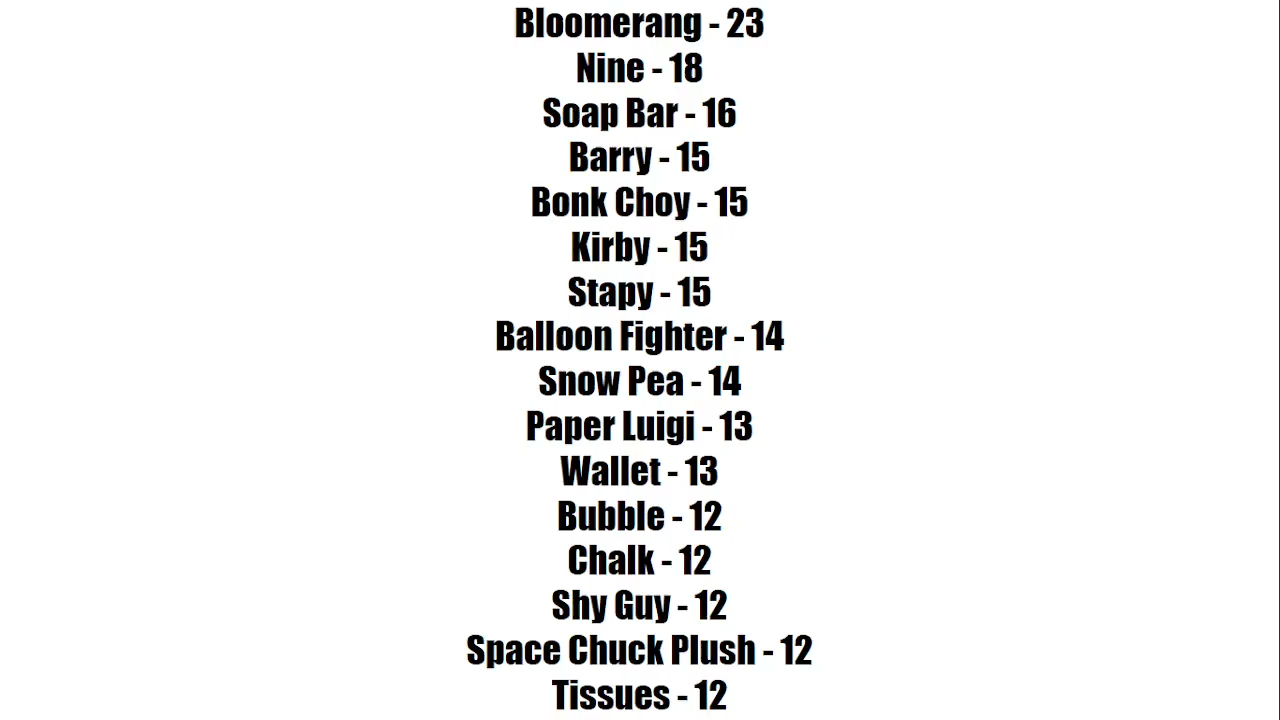 Bloomerang - 23
Nine - 18
Soap Bar - 16
Barry - 15
Bonk Choy - 15
Kirby - 15
Stapy - 15
Balloon Fighter - 14
Snow Pea - 14
Paper Luigi - 13
Wallet - 13
Bubble - 12
Chalk - 12
Shy Guy - 12
Space Chuck Plush - 12
Tissues - 12